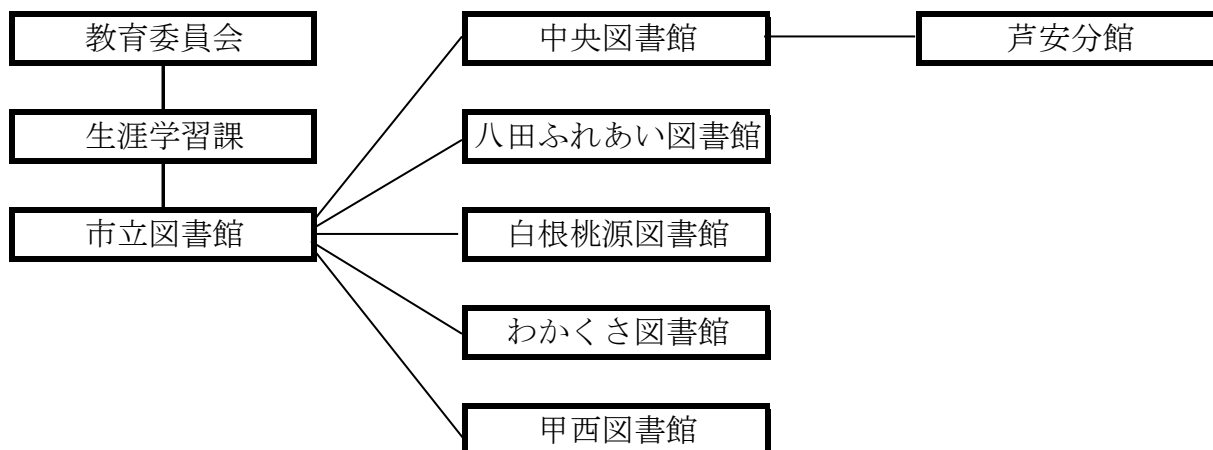 教育委員会
中央図書館
芦安分館
生涯学習課
八田ふれあい図書館
市立図書館
白根桃源図書館
わかくさ図書館
甲西図書館